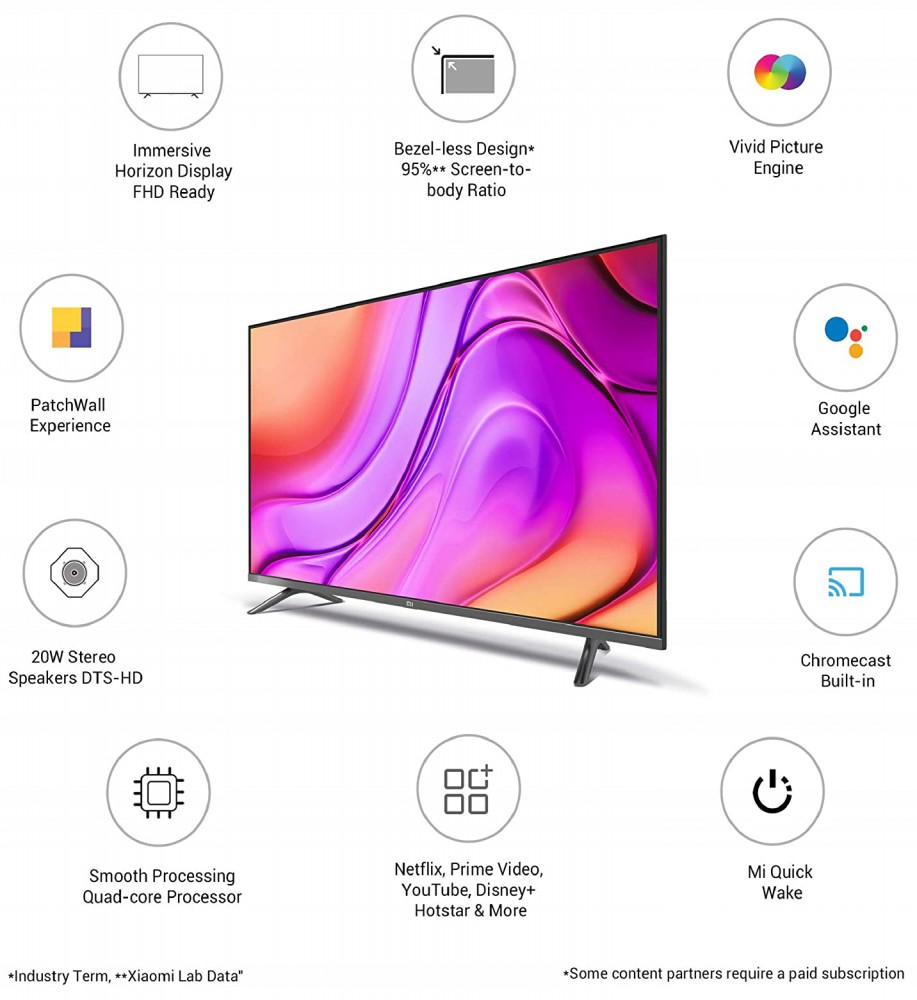 Immersive
Horizon Display
FHD Ready
Bezel-less Design*
95%** Screen-to-
body Ratio
Vivid Picture
Engine
PatchWall
Experience
Google
Assistant
20W Stereo
Speakers DTS-HD
Chromecast
Built-in
mi
Smooth Processing
Quad-core Processor
Netflix, Prime Video,
YouTube, Disney+
Hotstar & More
Mi Quick
Wake
*Industry Term, **Xiaomi Lab Data"
*Some content partners require a paid subscription